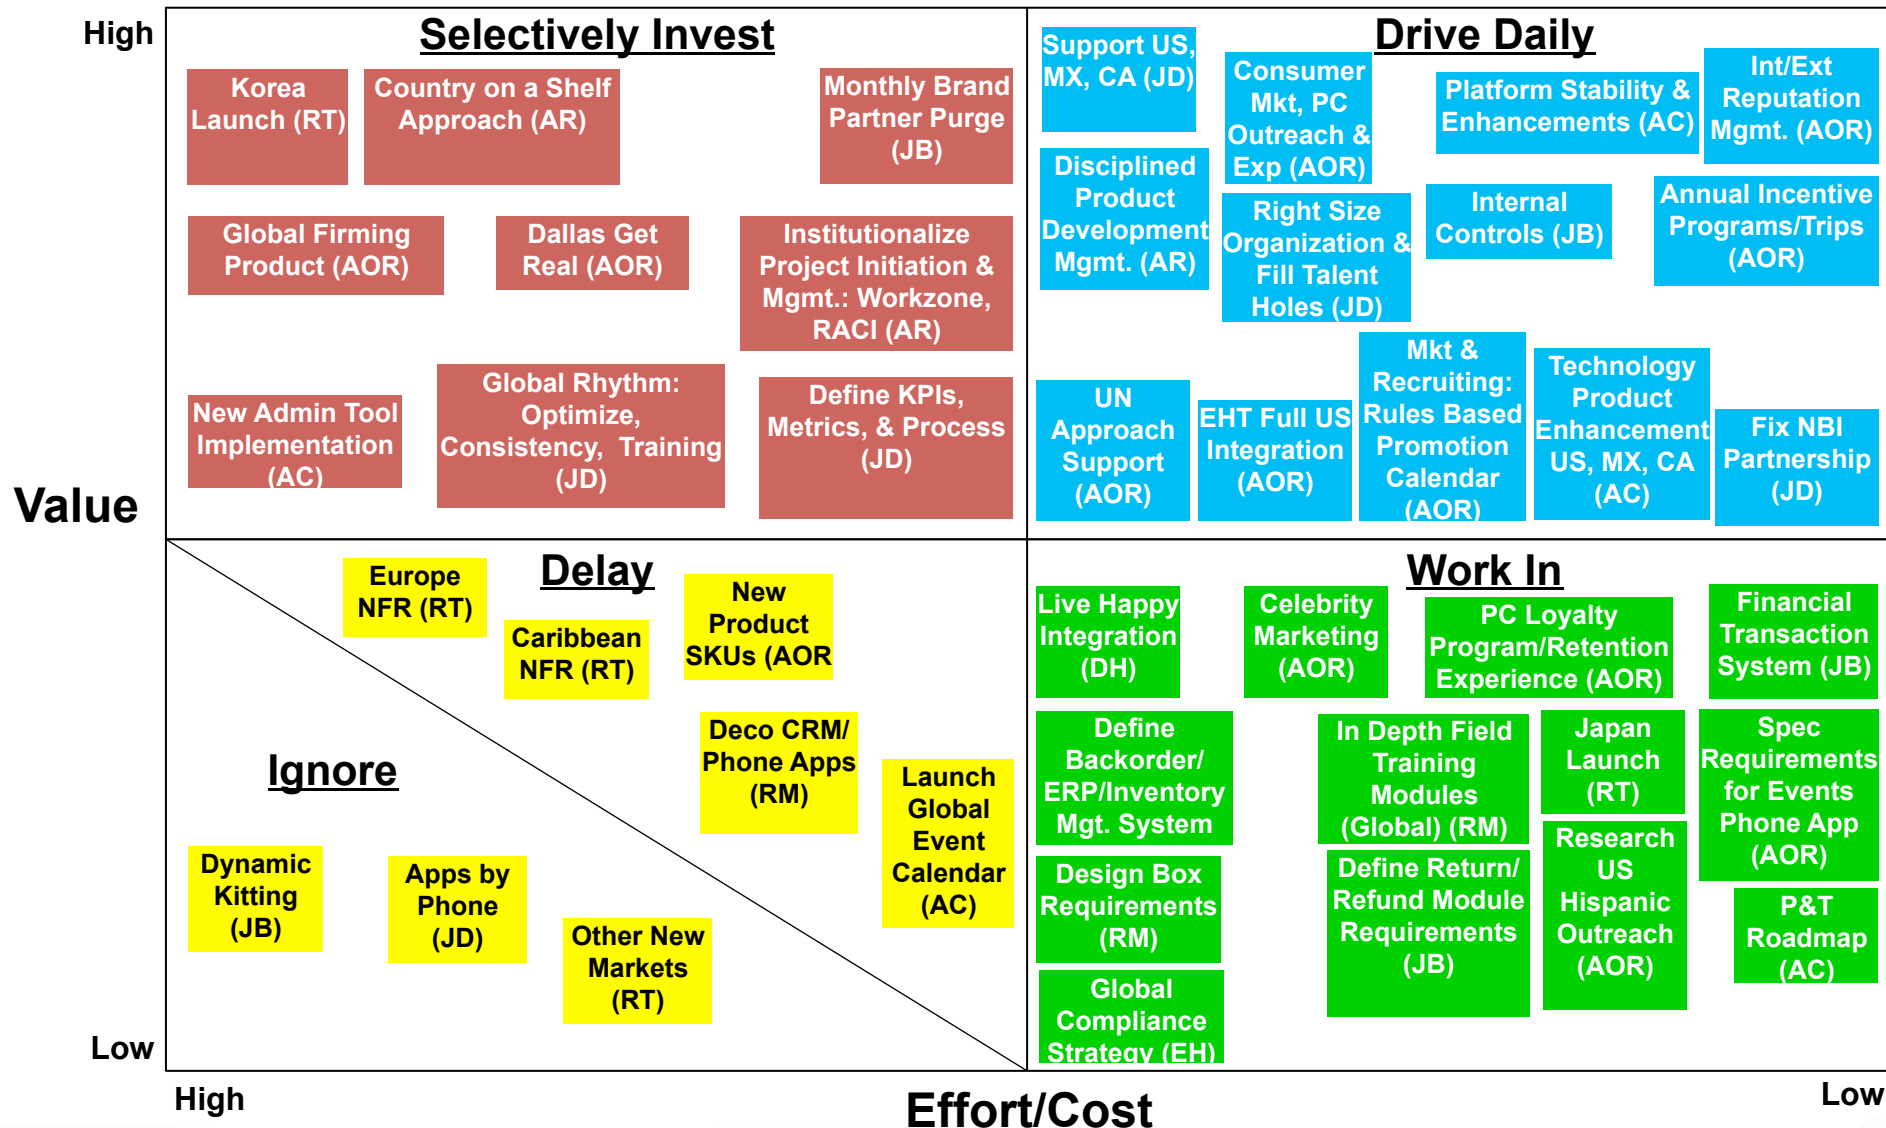 High
Value
Low
High
Effort/Cost
Low
Selectively Invest
Korea
Launch (RT)
Country on a Shelf
Approach (AR)
Monthly Brand
Partner Purge
(JB)
Global Firming
Product (AOR)
Dallas Get
Real (AOR)
Institutionalize
Project Initiation &
Mgmt.: Workzone,
RACI (AR)
New Admin Tool
Implementation
(AC)
Global Rhythm:
Optimize,
Consistency, Training
(JD)
Define KPIs,
Metrics, & Process
(JD)
Drive Daily
Support US,
MX, CA (JD)
Consumer
Mkt, PC
Outreach &
Exp (AOR)
Platform Stability &
Enhancements (AC)
Int/Ext
Reputation
Mgmt. (AOR)
Disciplined
Product
Development
Mgmt. (AR)
Right Size
Organization &
Fill Talent
Holes (JD)
Internal
Controls (JB)
Annual Incentive
Programs/Trips
(AOR)
UN
Approach
Support
(AOR)
EHT Full US
Integration
(AOR)
Mkt &
Recruiting:
Rules Based
Promotion
Calendar
(AOR)
Technology
Product
Enhancement
US, MX, CA
(AC)
Fix NBI
Partnership
(JD)
Delay
Europe
NFR (RT)
Caribbean
NFR (RT)
New
Product
SKUs (AOR
Deco CRM/
Phone Apps
(RM)
Launch
Global
Event
Calendar
(AC)
Ignore
Dynamic
Kitting
(JB)
Apps by
Phone
(JD)
Other New
Markets
(RT)
Work In
Live Happy
Integration
(DH)
Celebrity
Marketing
(AOR)
PC Loyalty
Program/Retention
Experience (AOR)
Financial
Transaction
System (JB)
Define
Backorder/
ERP/Inventory
Mgt. System
In Depth Field
Training
Modules
(Global) (RM)
Japan
Launch
(RT)
Spec
Requirements
for Events
Phone App
(AOR)
Design Box
Requirements
(RM)
Define Return/
Refund Module
Requirements
(JB)
Research
US
Hispanic
Outreach
(AOR)
P&T
Roadmap
(AC)
Global
Compliance
Strategy (EH)